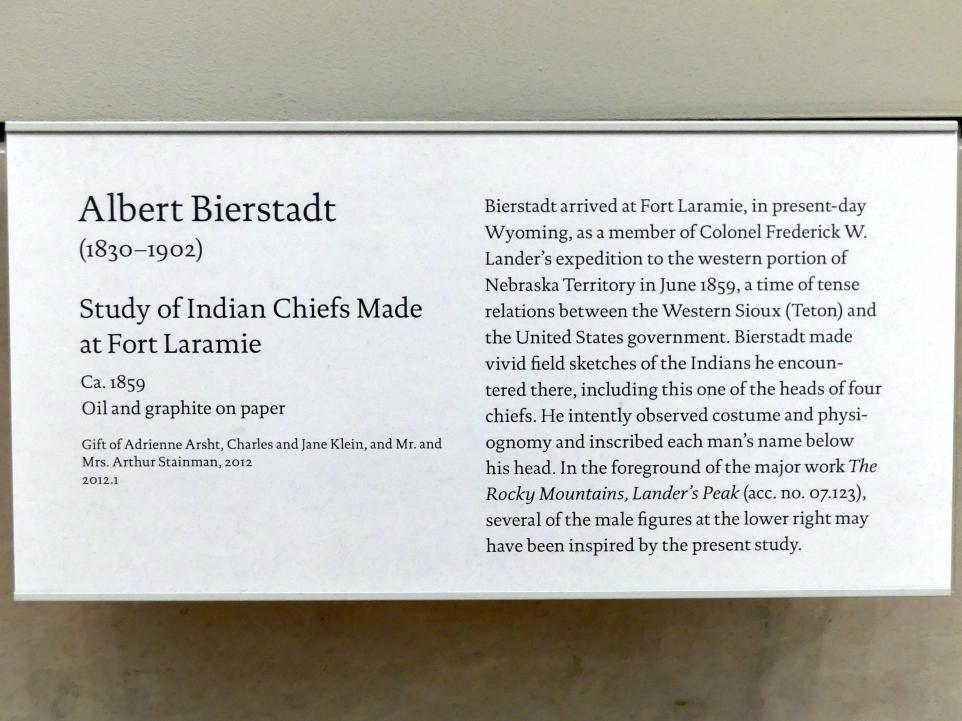 Albert Bierstadt
(1830–1902)
Study of Indian Chiefs Made
at Fort Laramie
Ca. 1859
Oil and graphite on paper
Gift of Adrienne Arsht, Charles and Jane Klein, and Mr. and
Mrs. Arthur Stainman, 2012
2012.1
Bierstadt arrived at Fort Laramie, in present-day
Wyoming, as a member of Colonel Frederick W.
Lander's expedition to the western portion of
Nebraska Territory in June 1859, a time of tense
relations between the Western Sioux (Teton) and
the United States government. Bierstadt made
vivid field sketches of the Indians he encoun-
tered there, including this one of the heads of four
chiefs. He intently observed costume and physi-
ognomy and inscribed each man's name below
his head. In the foreground of the major work The
Rocky Mountains, Lander's Peak (acc. no. 07.123),
several of the male figures at the lower right may
have been inspired by the present study.